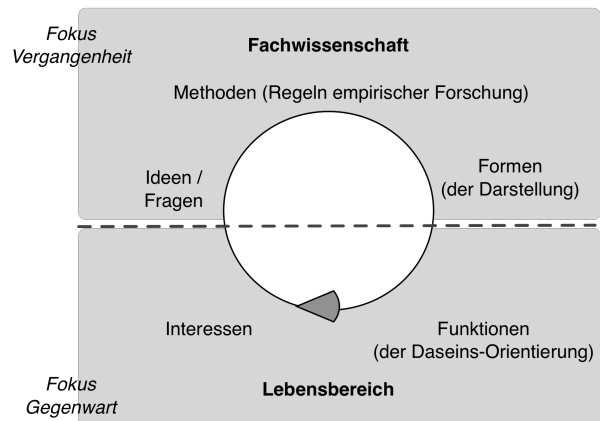 Fokus
Vergangenheit
Fachwissenschaft
Methoden (Regeln empirischer Forschung)
Ideen /
Fragen
Formen
(der Darstellung)
Interessen
Funktionen
(der Daseins-Orientierung)
Fokus
Gegenwart
Lebensbereich